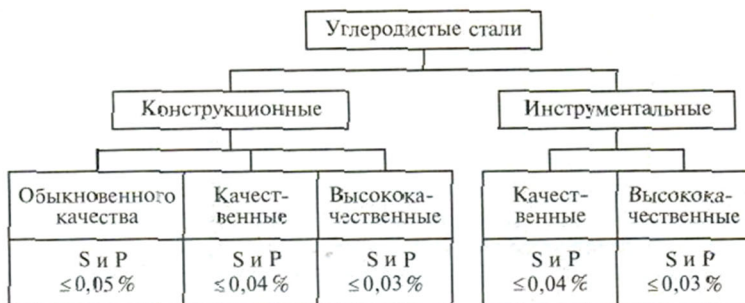 Углеродистые стали
Конструкционные
Инструментальные
Обыкновенного
качества
Качест-
венные
Высокока-
чественные
Качест-
венные
Высокока-
чественные
S и P
≤0,05 %
S и P
≤0,04 %
S и P
≤0,03 %
S и P
≤0,04 %
S и P
≤0,03 %